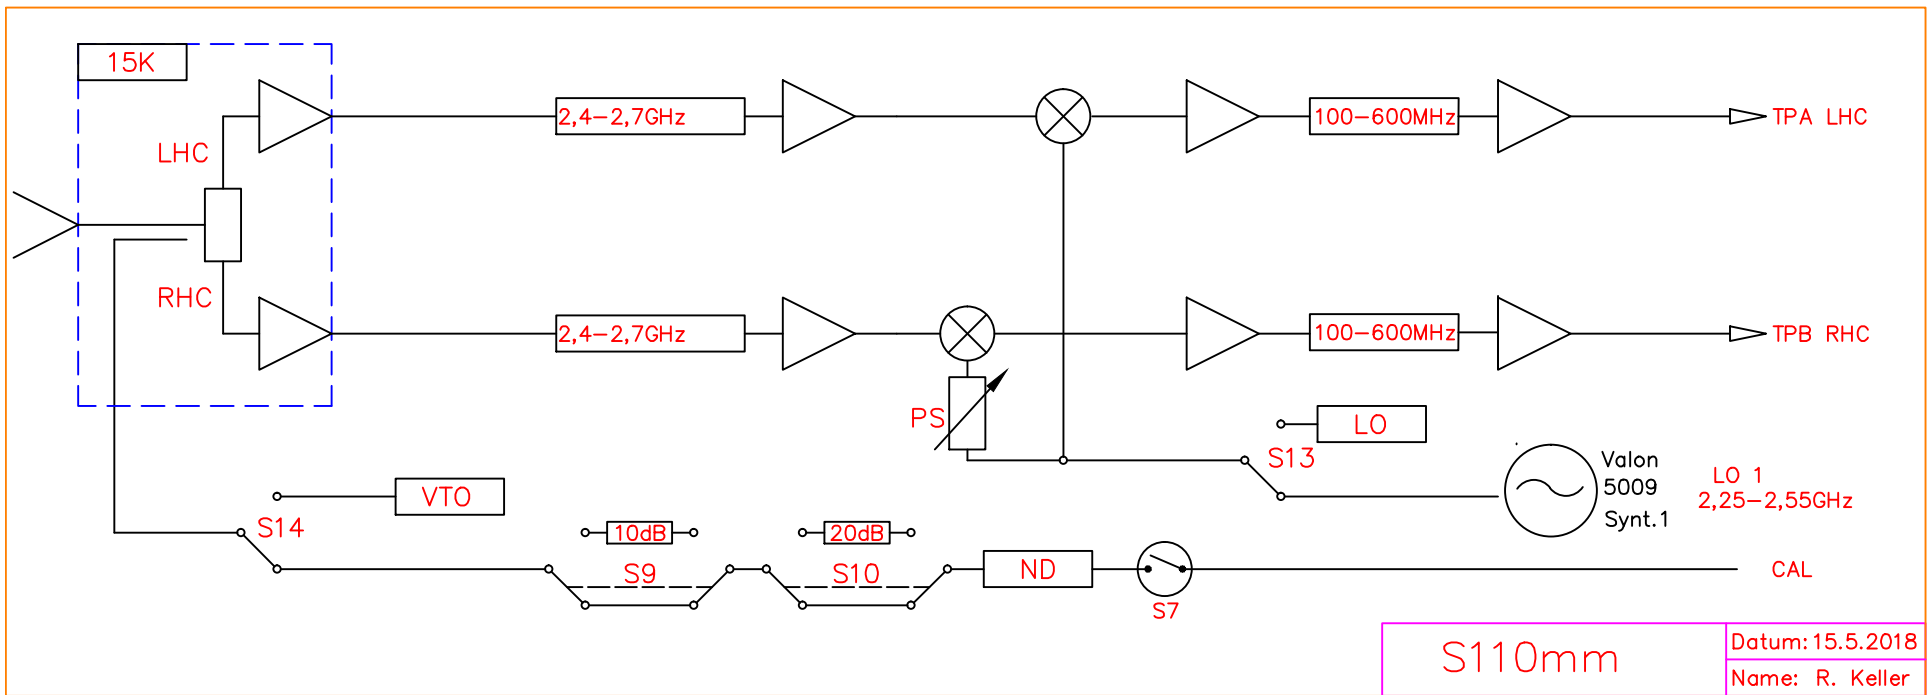 15K
LHC
2,4-2,7GHz
100-600MHz
TPA LHC
RHC
2,4-2,7GHz
100-600MHz
TPB RHC
PS
LO
S13
Valon
5009
Synt.1
LO 1
2,25-2,55GHz
VTO
S14
10dB
20dB
S9
S10
ND
S7
CAL
S110mm
Datum:15.5.2018
Name: R. Keller